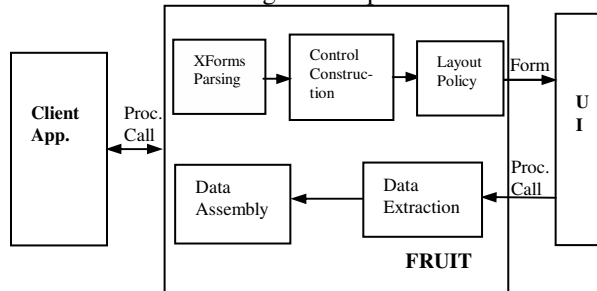 XForms
Parsing
Control
Construc-
tion
Layout
Policy
Form
Client
App.
Proc.
Call
U
I
Proc.
Call
Data
Assembly
Data
Extraction
FRUIT